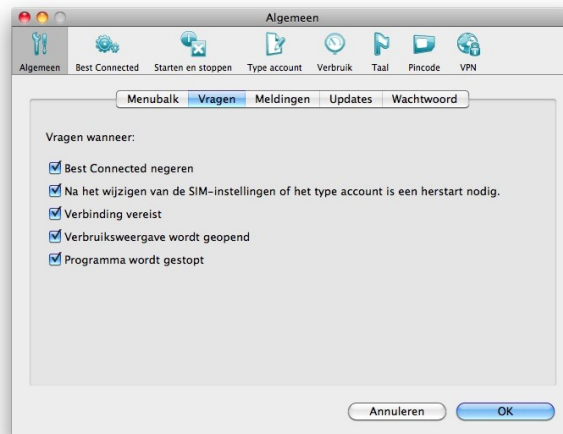 Algemeen
Algemeen Best Connected Starten en stoppen Type account Verbruik Taal Pincode VPN
Menubalk Vragen Meldingen Updates Wachtwoord
Vragen wanneer:
Best Connected negeren
Na het wijzigen van de SIM-instellingen of het type account is een herstart nodig.
Verbinding vereist
Verbruiksweergave wordt geopend
Programma wordt gestopt
Annuleren OK